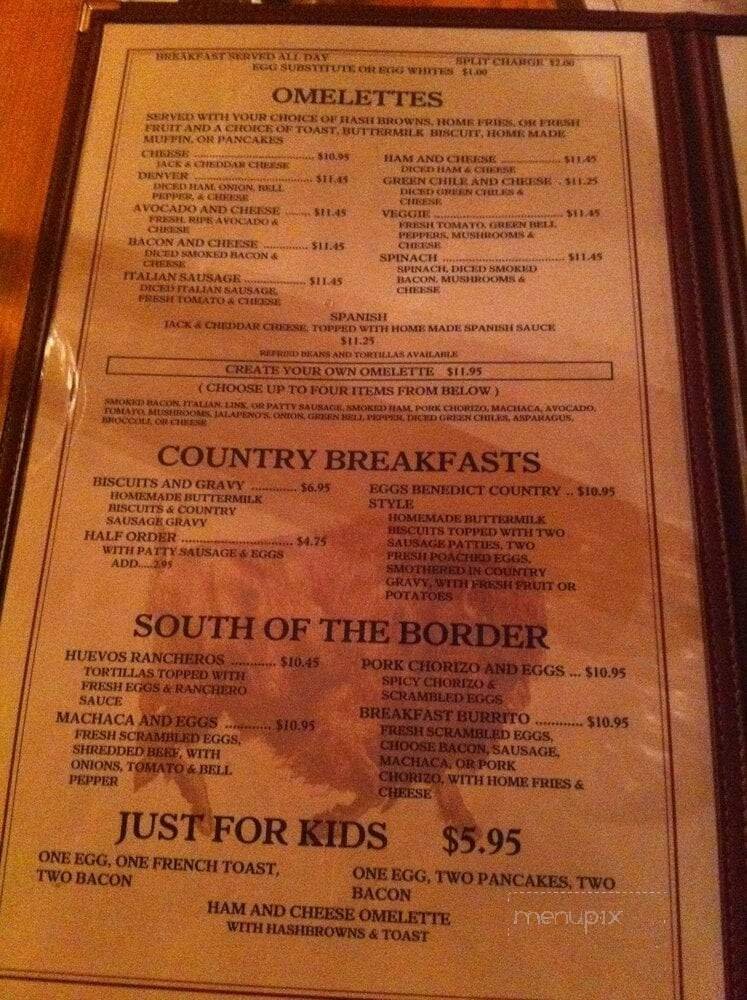 BREAKFAST SERVED ALL DAY SPLIT CHARGE $2.00
EGG SUBSTITUTE OR EGG WHITES $1.00
OMELETTES
SERVED WITH YOUR CHOICE OF HASH BROWNS, HOME FRIES, OR FRESH
FRUIT AND A CHOICE OF TOAST, BUTTERMILK BISCUIT, HOME MADE
MUFFIN, OR PANCAKES
CHEESE .................................. $10.95
JACK & CHEDDAR CHEESE
DENVER .................................. $11.45
DICED HAM, ONION, BELL
PEPPER, & CHEESE
AVOCADO AND CHEESE ....... $11.45
FRESH, RIPE AVOCADO &
CHEESE
BACON AND CHEESE ............ $11.45
DICED SMOKED BACON &
CHEESE
ITALIAN SAUSAGE ................. $11.45
DICED ITALIAN SAUSAGE,
FRESH TOMATO & CHEESE
HAM AND CHEESE ................... $11.45
DICED HAM & CHEESE
GREEN CHILE AND CHEESE . $11.25
DICED GREEN CHILES &
CHEESE
VEGGIE .................................... $11.45
FRESH TOMATO, GREEN BELL
PEPPERS, MUSHROOMS &
CHEESE
SPINACH .................................. $11.45
SPINACH, DICED SMOKED
BACON, MUSHROOMS &
CHEESE
SPANISH
JACK & CHEDDAR CHEESE, TOPPED WITH HOME MADE SPANISH SAUCE
$11.25
REFRIED BEANS AND TORTILLAS AVAILABLE
CREATE YOUR OWN OMELETTE $11.95
( CHOOSE UP TO FOUR ITEMS FROM BELOW )
SMOKED BACON, ITALIAN, LINK, OR PATTY SAUSAGE, SMOKED HAM, PORK CHORIZO, MACHACA, AVOCADO,
TOMATO, MUSHROOMS, JALAPENO'S, ONION, GREEN BELL PEPPER, DICED GREEN CHILES, ASPARAGUS,
BROCCOLI, OR CHEESE
COUNTRY BREAKFASTS
BISCUITS AND GRAVY ............ $6.95
HOMEMADE BUTTERMILK
BISCUITS & COUNTRY
SAUSAGE GRAVY
HALF ORDER ............................. $4.75
WITH PATTY SAUSAGE & EGGS
ADD.....2.95
EGGS BENEDICT COUNTRY .. $10.95
STYLE
HOMEMADE BUTTERMILK
BISCUITS TOPPED WITH TWO
SAUSAGE PATTIES, TWO
FRESH POACHED EGGS,
SMOTHERED IN COUNTRY
GRAVY, WITH FRESH FRUIT OR
POTATOES
SOUTH OF THE BORDER
HUEVOS RANCHEROS ............ $10.45
TORTILLAS TOPPED WITH
FRESH EGGS & RANCHERO
SAUCE
MACHACA AND EGGS ............ $10.95
FRESH SCRAMBLED EGGS,
SHREDDED BEEF, WITH
ONIONS, TOMATO & BELL
PEPPER
PORK CHORIZO AND EGGS ... $10.95
SPICY CHORIZO &
SCRAMBLED EGGS
BREAKFAST BURRITO ............ $10.95
FRESH SCRAMBLED EGGS,
CHOOSE BACON, SAUSAGE,
MACHACA, OR PORK
CHORIZO, WITH HOME FRIES &
CHEESE
JUST FOR KIDS $5.95
ONE EGG, ONE FRENCH TOAST,
TWO BACON
ONE EGG, TWO PANCAKES, TWO
BACON
HAM AND CHEESE OMELETTE
WITH HASHBROWNS & TOAST
menupix